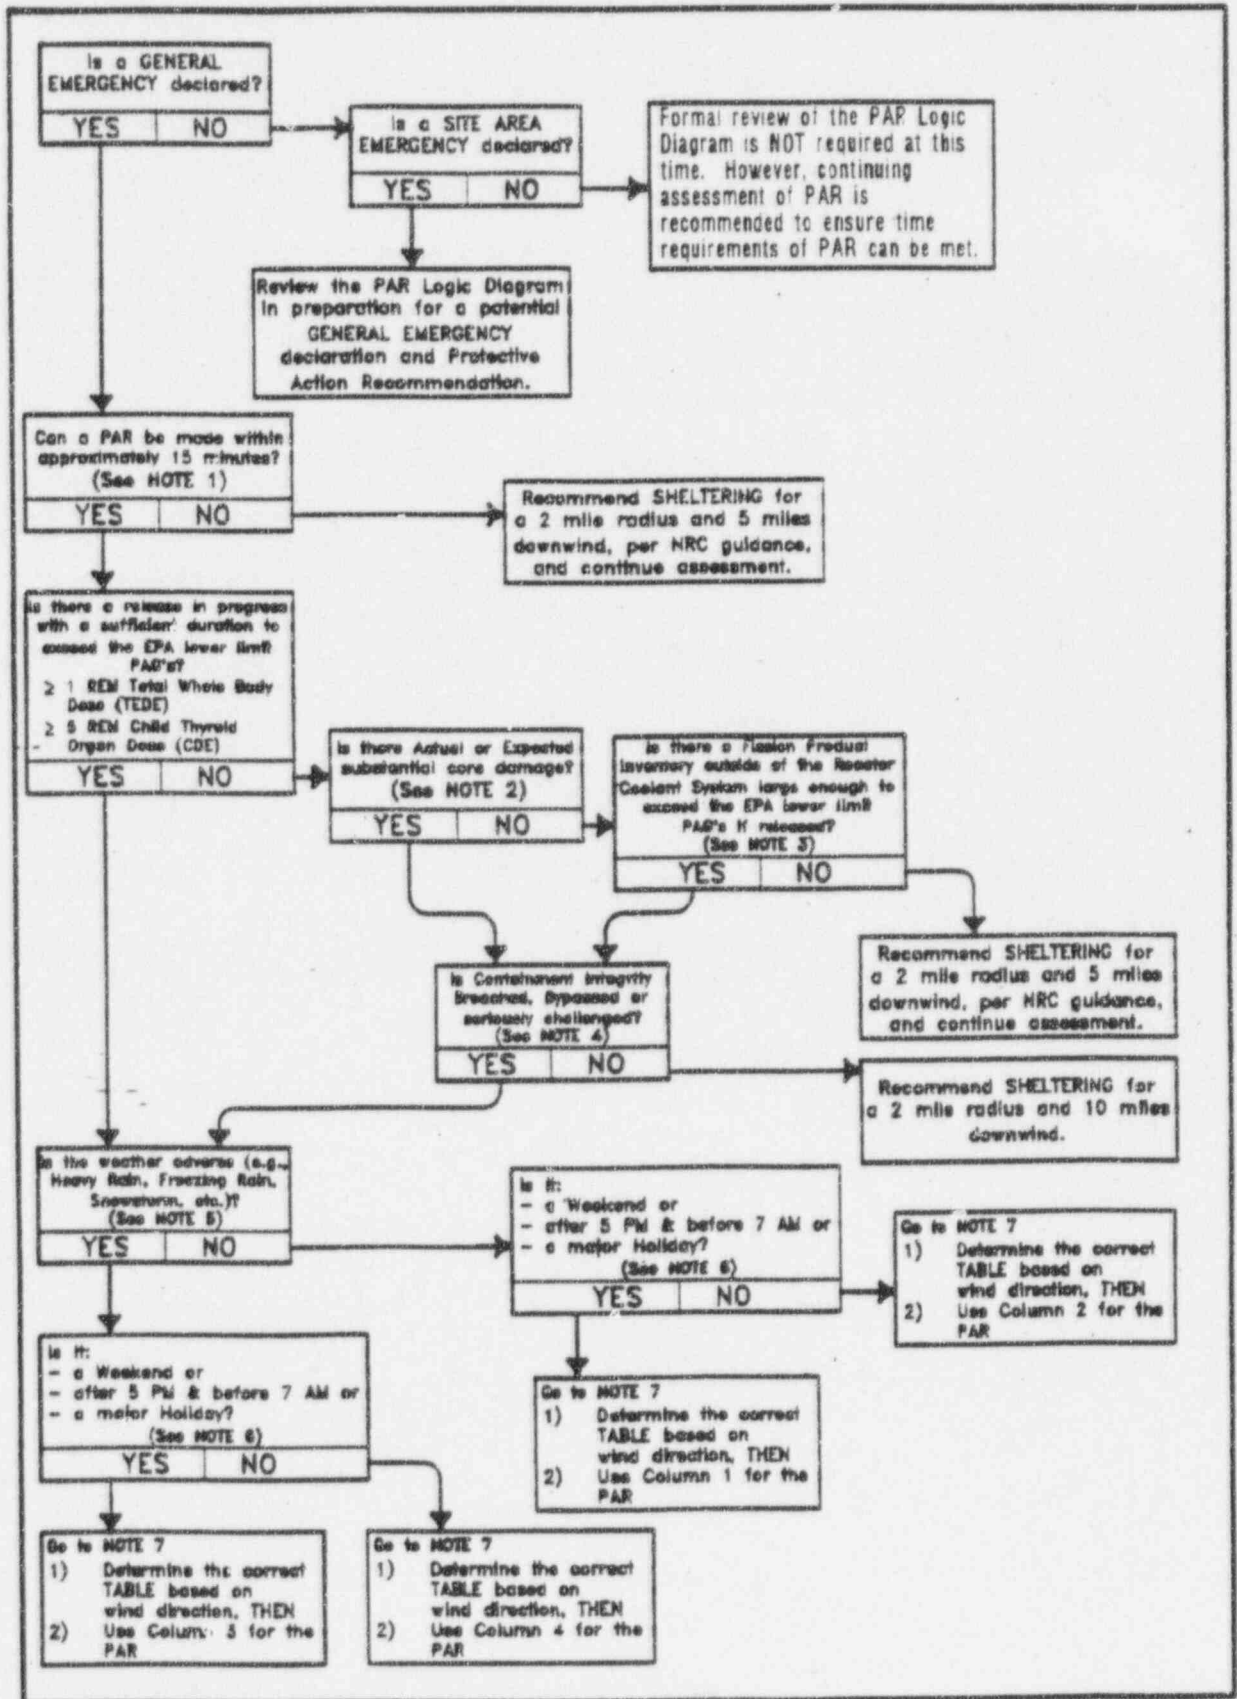 Is a GENERAL
EMERGENCY declared?
YES NO
Is a SITE AREA
EMERGENCY declared?
YES NO
Formal review of the PAR Logic
Diagram is NOT required at this
time. However, continuing
assessment of PAR is
recommended to ensure time
requirements of PAR can be met.
Review the PAR Logic Diagram
in preparation for a potential
GENERAL EMERGENCY
declaration and Protective
Action Recommendation.
Can a PAR be made within
approximately 15 minutes?
(See NOTE 1)
YES NO
Recommend SHELTERING for
a 2 mile radius and 5 miles
downwind, per NRC guidance,
and continue assessment.
Is there a release in progress
with a sufficient duration to
exceed the EPA lower limit
PAG's?
≥ 1 REM Total Whole Body
Dose (TEDE)
≥ 5 REM Child Thyroid
Organ Dose (CDE)
YES NO
Is there Actual or Expected
substantial core damage?
(See NOTE 2)
YES NO
Is there a Fission Product
Inventory outside of the Reactor
Coolant System large enough to
exceed the EPA lower limit
PAG's if released?
(See NOTE 3)
YES NO
Recommend SHELTERING for
a 2 mile radius and 5 miles
downwind, per NRC guidance,
and continue assessment.
Is Containment Integrity
Breached, Bypassed or
seriously challenged?
(See NOTE 4)
YES NO
Recommend SHELTERING for
a 2 mile radius and 10 miles
downwind.
Is the weather adverse (e.g.,
Heavy Rain, Freezing Rain,
Snowstorm, etc.)?
(See NOTE 5)
YES NO
Is it:
- a Weekend or
- after 5 PM & before 7 AM or
- a major Holiday?
(See NOTE 6)
YES NO
Go to NOTE 7
1) Determine the correct
TABLE based on
wind direction, THEN
2) Use Column 2 for the
PAR
Is it:
- a Weekend or
- after 5 PM & before 7 AM or
- a major Holiday?
(See NOTE 6)
YES NO
Go to NOTE 7
1) Determine the correct
TABLE based on
wind direction, THEN
2) Use Column 1 for the
PAR
Go to NOTE 7
1) Determine the correct
TABLE based on
wind direction, THEN
2) Use Column 3 for the
PAR
Go to NOTE 7
1) Determine the correct
TABLE based on
wind direction, THEN
2) Use Column 4 for the
PAR